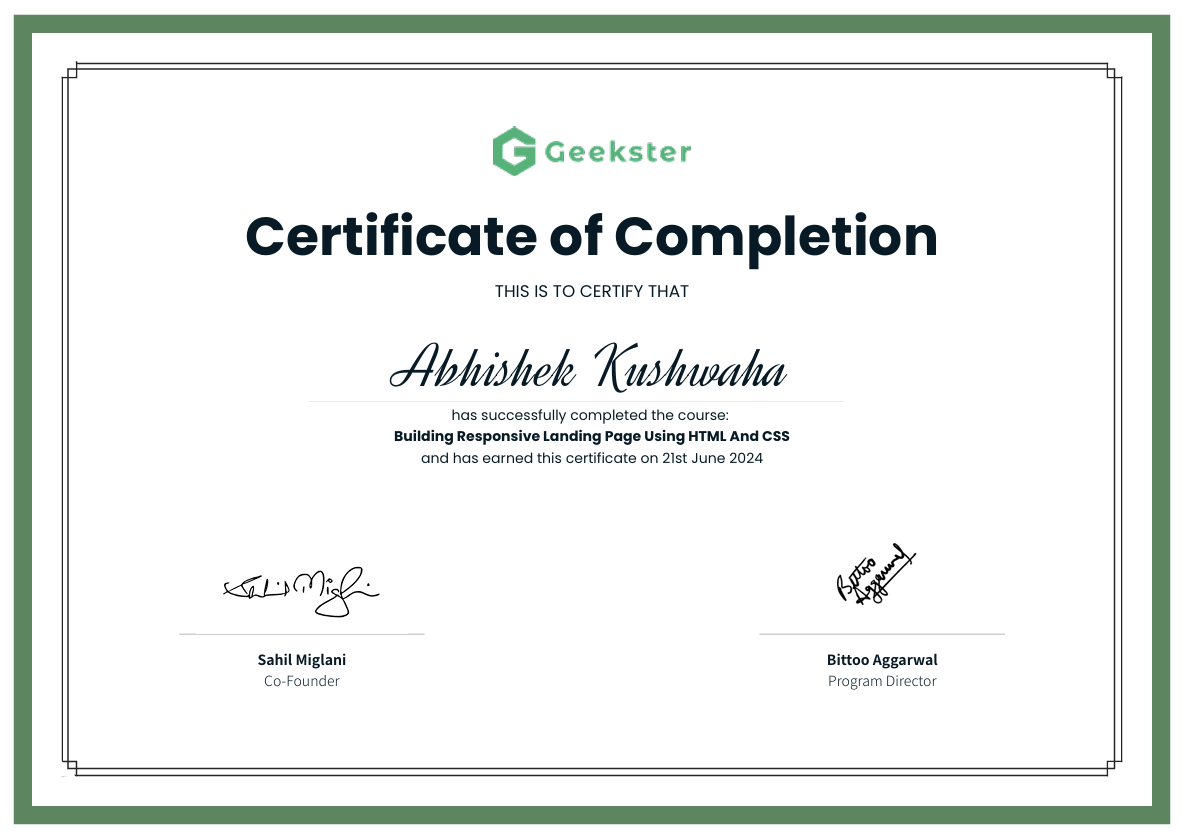 Geekster
Certificate of Completion
THIS IS TO CERTIFY THAT
Abhishek Kushwaha
has successfully completed the course:
Building Responsive Landing Page Using HTML And CSS
and has earned this certificate on 21st June 2024
Sahil Miglani
Bittoo
Aggarwal
Sahil Miglani
Co-Founder
Bittoo Aggarwal
Program Director